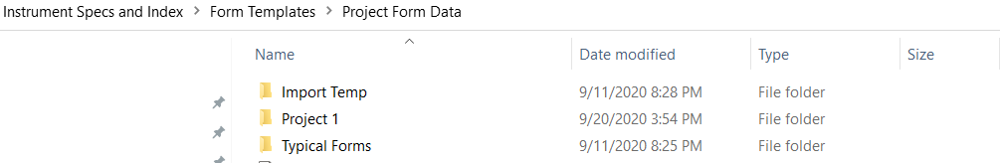 Instrument Specs and Index > Form Templates > Project Form Data
Name Date modified Type Size
Import Temp 9/11/2020 8:28 PM File folder
Project 1 9/20/2020 3:54 PM File folder
Typical Forms 9/11/2020 8:25 PM File folder